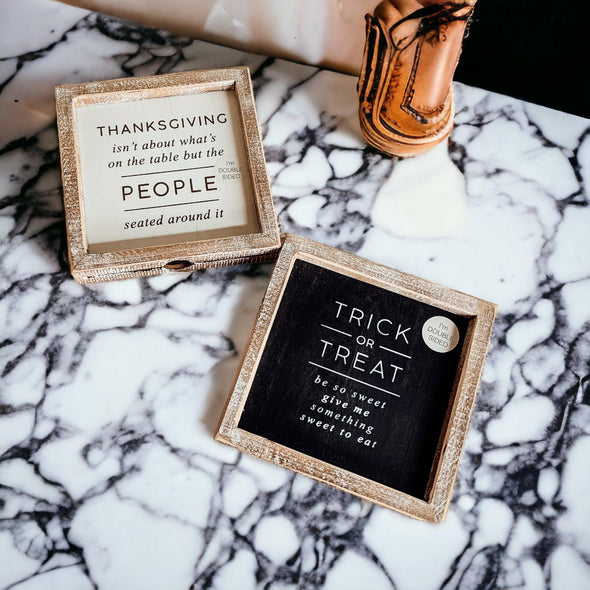 THANKSGIVING
isn't about what's
on the table but the
PEOPLE
seated around it
I'm
DOUBLE
SIDED
TRICK
OR
TREAT
be so sweet
give me
something
sweet to eat
I'm
DOUBLE
SIDED